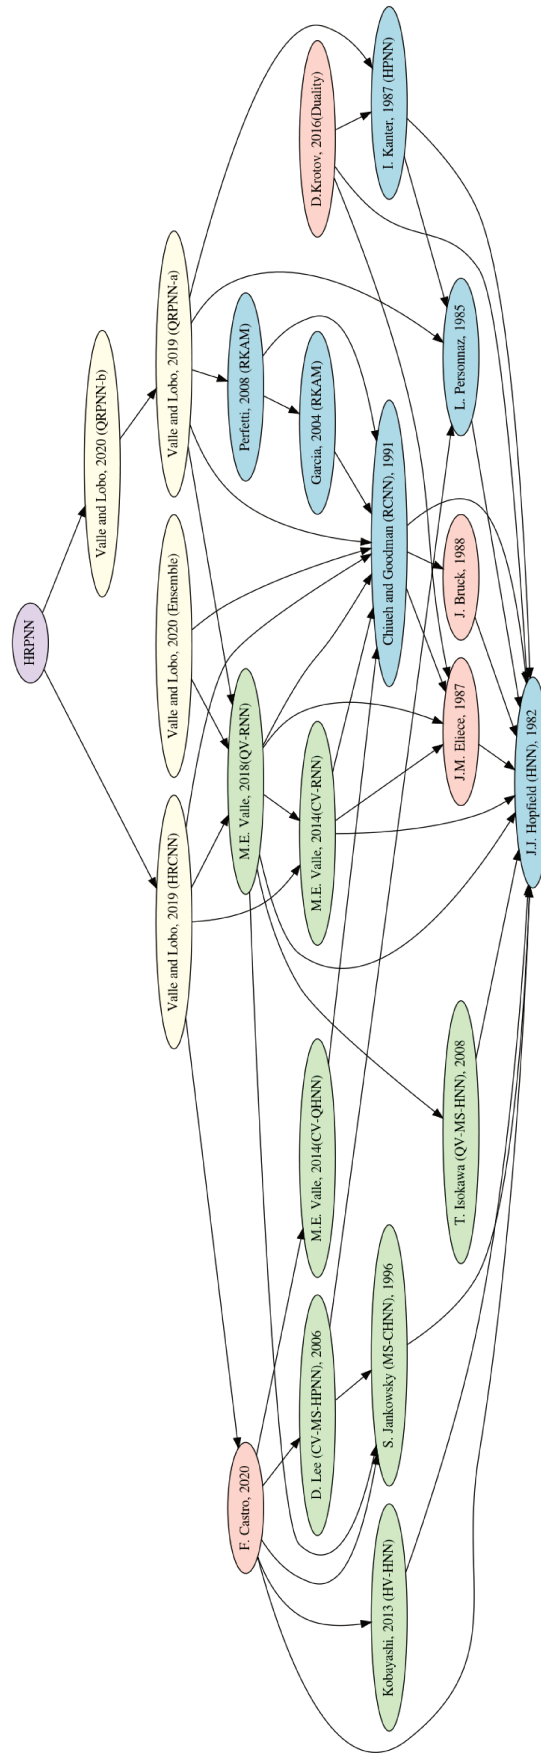 HRPNN
Valle and Lobo, 2020 (QRPNN-b)
Valle and Lobo, 2019 (QRPNN-a)
Valle and Lobo, 2020 (Ensemble)
Valle and Lobo, 2019 (HRCNN)
Perfetti, 2008 (RKAM)
M.E. Valle, 2018(QV-RNN)
F. Castro, 2020
D.Krotov, 2016(Duality)
Garcia, 2004 (RKAM)
M.E. Valle, 2014(CV-RNN)
M.E. Valle, 2014(CV-QHNN)
D. Lee (CV-MS-HPNN), 2006
I. Kanter, 1987 (HPNN)
Chiueh and Goodman (RCNN), 1991
S. Jankowsky (MS-CHNN), 1996
Kobayashi, 2013 (HV-HNN)
L. Personnaz, 1985
J. Bruck, 1988
J.M. Eliece, 1987
T. Isokawa (QV-MS-HNN), 2008
J.J. Hopfield (HNN), 1982